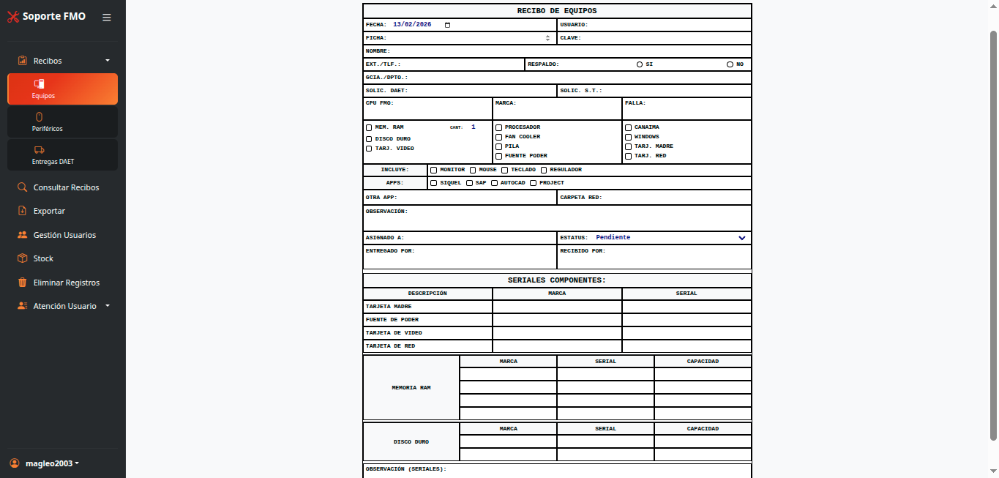 Soporte FMO
Recibos
Equipos
Periféricos
Entregas DAET
Consultar Recibos
Exportar
Gestión Usuarios
Stock
Eliminar Registros
Atención Usuario
magleo2003
RECIBO DE EQUIPOS
FECHA: 13/02/2026 USUARIO:
FICHA: CLAVE:
NOMBRE:
EXT./TLF.: RESPALDO: SI NO
GCIA./DPTO.:
SOLIC. DAET: SOLIC. S.T.:
CPU FMO: MARCA: FALLA:
MEM. RAM CANT: 1 PROCESADOR CANAIMA
DISCO DURO FAN COOLER WINDOWS
TARJ. VIDEO PILA TARJ. MADRE
FUENTE PODER TARJ. RED
INCLUYE: MONITOR MOUSE TECLADO REGULADOR
APPS: SIQUEL SAP AUTOCAD PROJECT
OTRA APP: CARPETA RED:
OBSERVACIÓN:
ASIGNADO A: ESTATUS: Pendiente
ENTREGADO POR: RECIBIDO POR:
SERIALES COMPONENTES:
DESCRIPCIÓN MARCA SERIAL
TARJETA MADRE
FUENTE DE PODER
TARJETA DE VIDEO
TARJETA DE RED
MARCA SERIAL CAPACIDAD
MEMORIA RAM
MARCA SERIAL CAPACIDAD
DISCO DURO
OBSERVACIÓN (SERIALES):